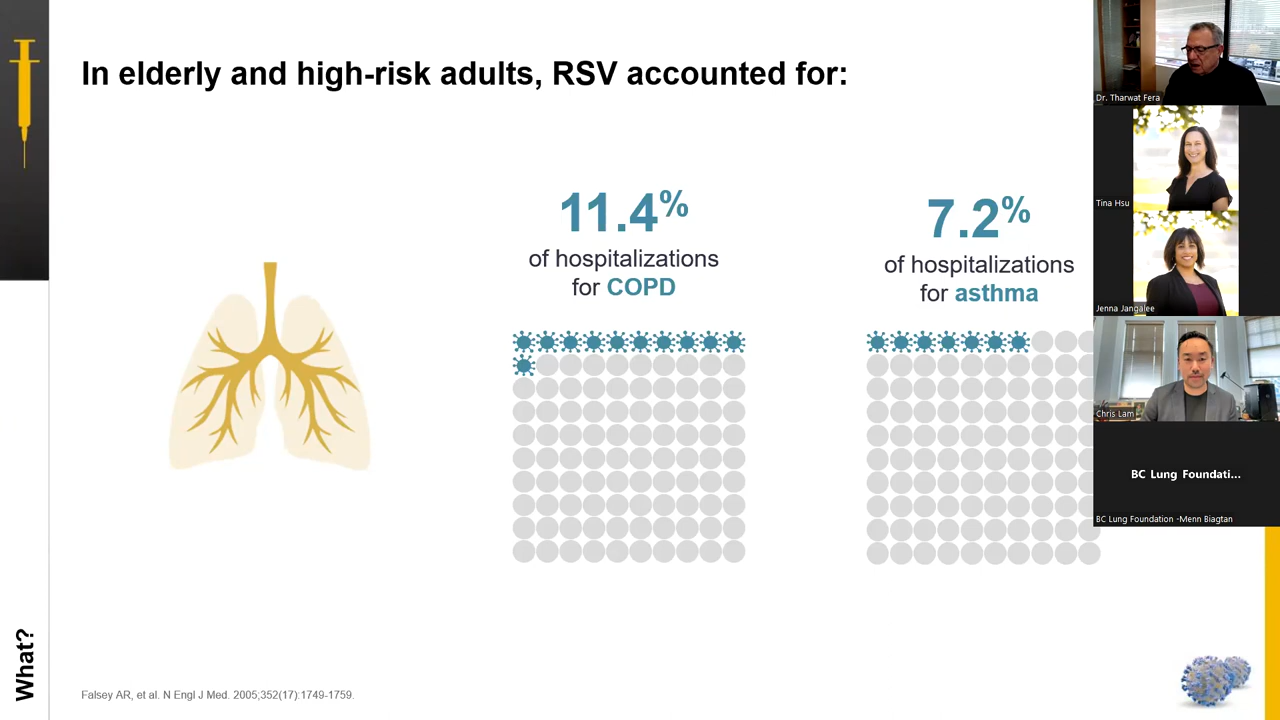 In elderly and high-risk adults, RSV accounted for:
11.4%
of hospitalizations
for COPD
7.2%
of hospitalizations
for asthma
What?
Falsey AR, et al. N Engl J Med. 2005;352(17):1749-1759.
Dr. Tharwat Fera
Tina Hsu
Jenna Jangalee
Chris Lam
BC Lung Foundati...
BC Lung Foundation -Menn Biagtan